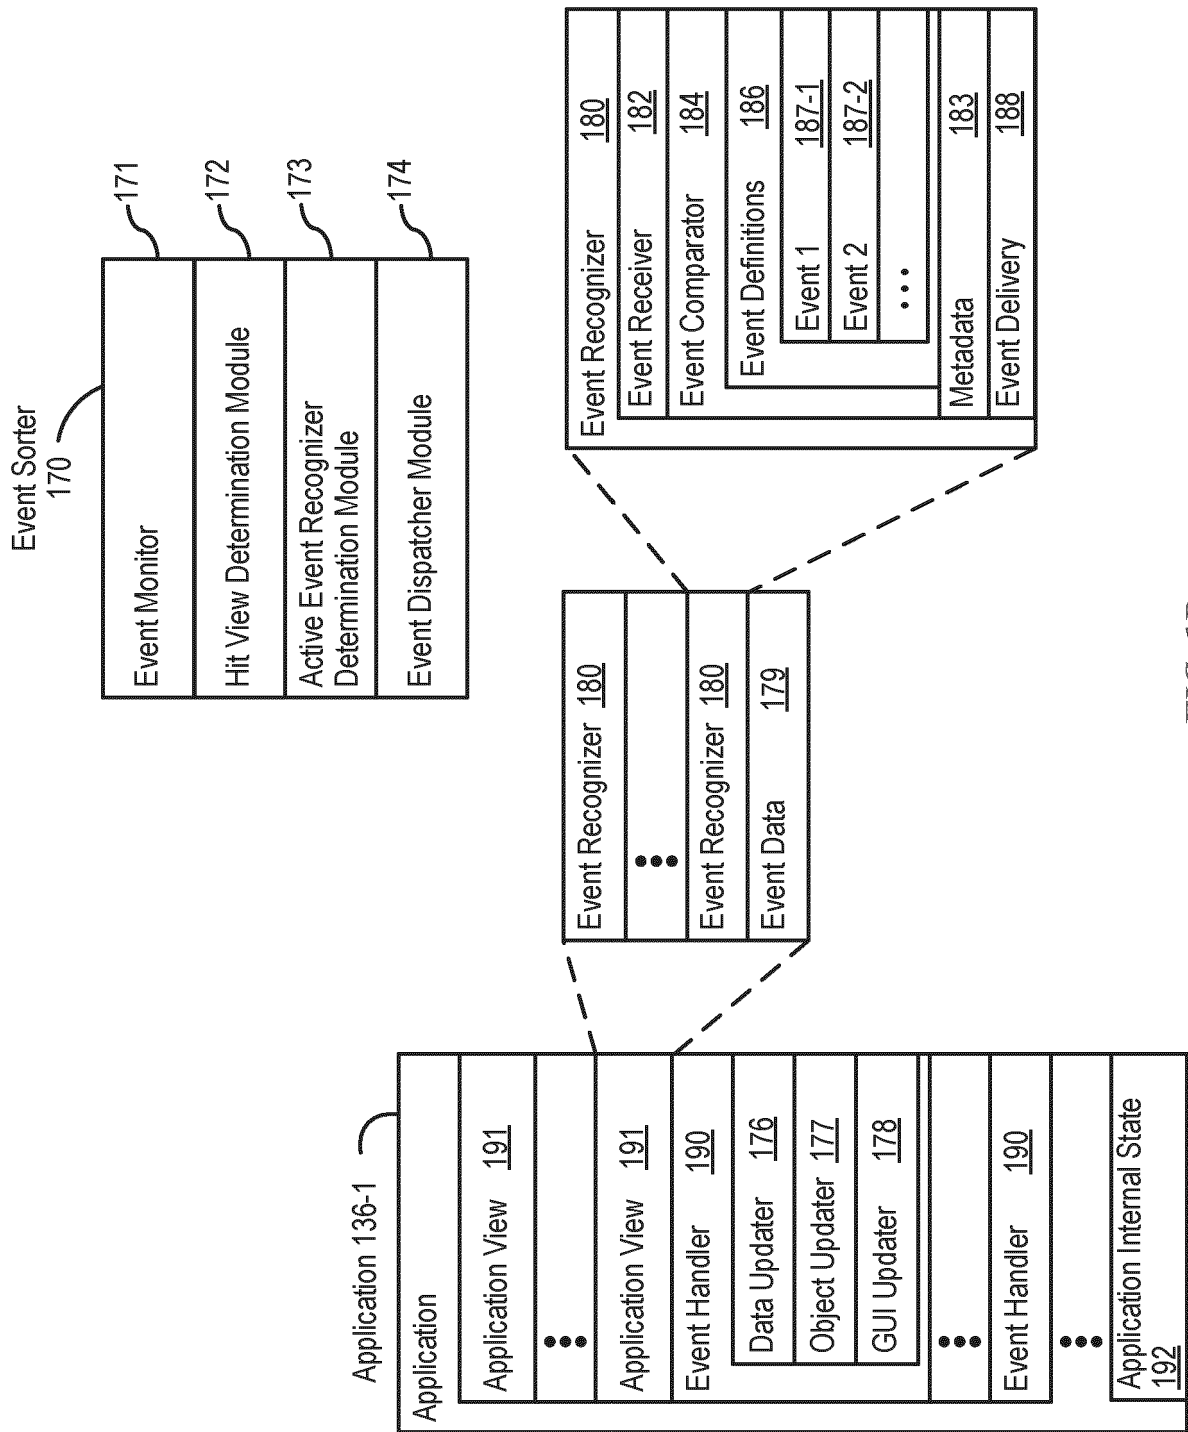 Event Sorter
170
Event Monitor
171
Hit View Determination Module
172
Active Event Recognizer
Determination Module
173
Event Dispatcher Module
174
Application 136-1
Application
Application View 191
Application View 191
Event Handler 190
Data Updater 176
Object Updater 177
GUI Updater 178
Event Handler 190
Application Internal State
192
Event Recognizer 180
Event Recognizer 180
Event Data 179
Event Recognizer 180
Event Receiver 182
Event Comparator 184
Event Definitions 186
Event 1 187-1
Event 2 187-2
Metadata 183
Event Delivery 188